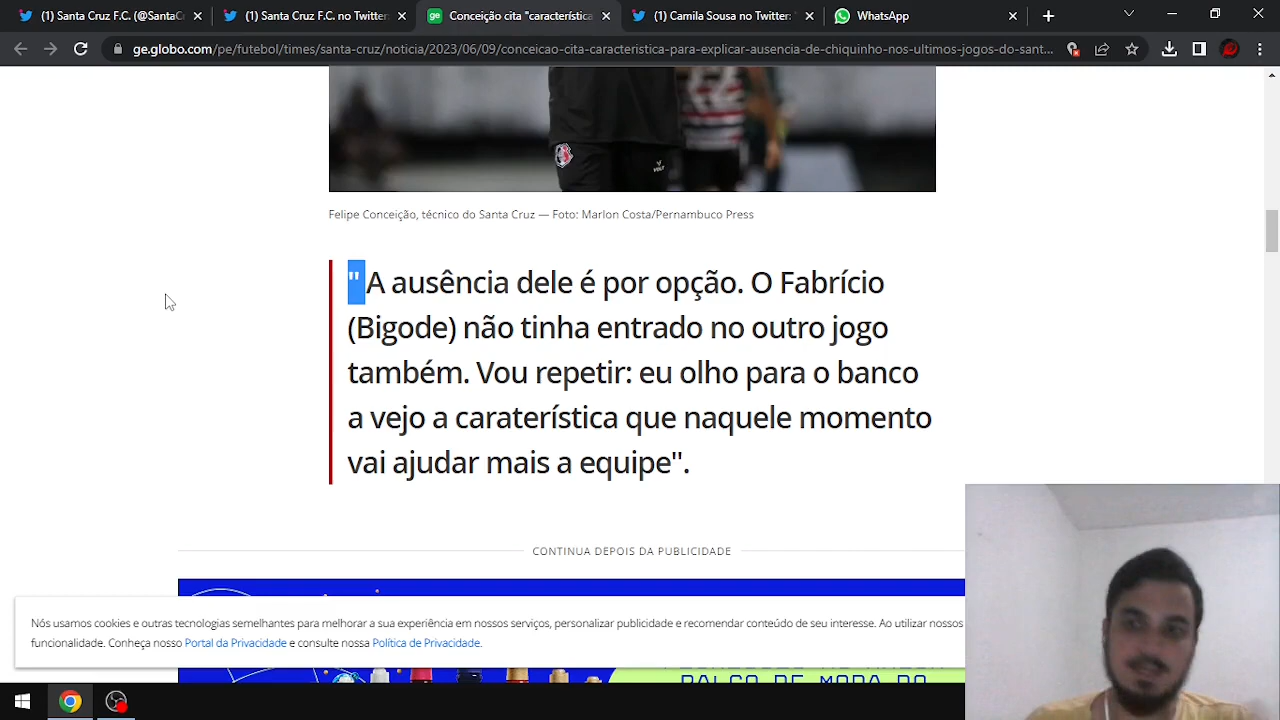 (1) Santa Cruz F.C. (@SantaC
(1) Santa Cruz F.C. no Twitter:
ge
Conceição cita "característica
(1) Camila Sousa no Twitter: "
WhatsApp
ge.globo.com/pe/futebol/times/santa-cruz/noticia/2023/06/09/conceicao-cita-caracteristica-para-explicar-ausencia-de-chiquinho-nos-ultimos-jogos-do-sant...
VOLT
Felipe Conceição, técnico do Santa Cruz — Foto: Marlon Costa/Pernambuco Press
" A ausência dele é por opção. O Fabrício
(Bigode) não tinha entrado no outro jogo
também. Vou repetir: eu olho para o banco
a vejo a caraterística que naquele momento
vai ajudar mais a equipe".
CONTINUA DEPOIS DA PUBLICIDADE
Nós usamos cookies e outras tecnologias semelhantes para melhorar a sua experiência em nossos serviços, personalizar publicidade e recomendar conteúdo de seu interesse. Ao utilizar nossos
funcionalidade. Conheça nosso Portal da Privacidade e consulte nossa Política de Privacidade.
PALCO DE MODA DO